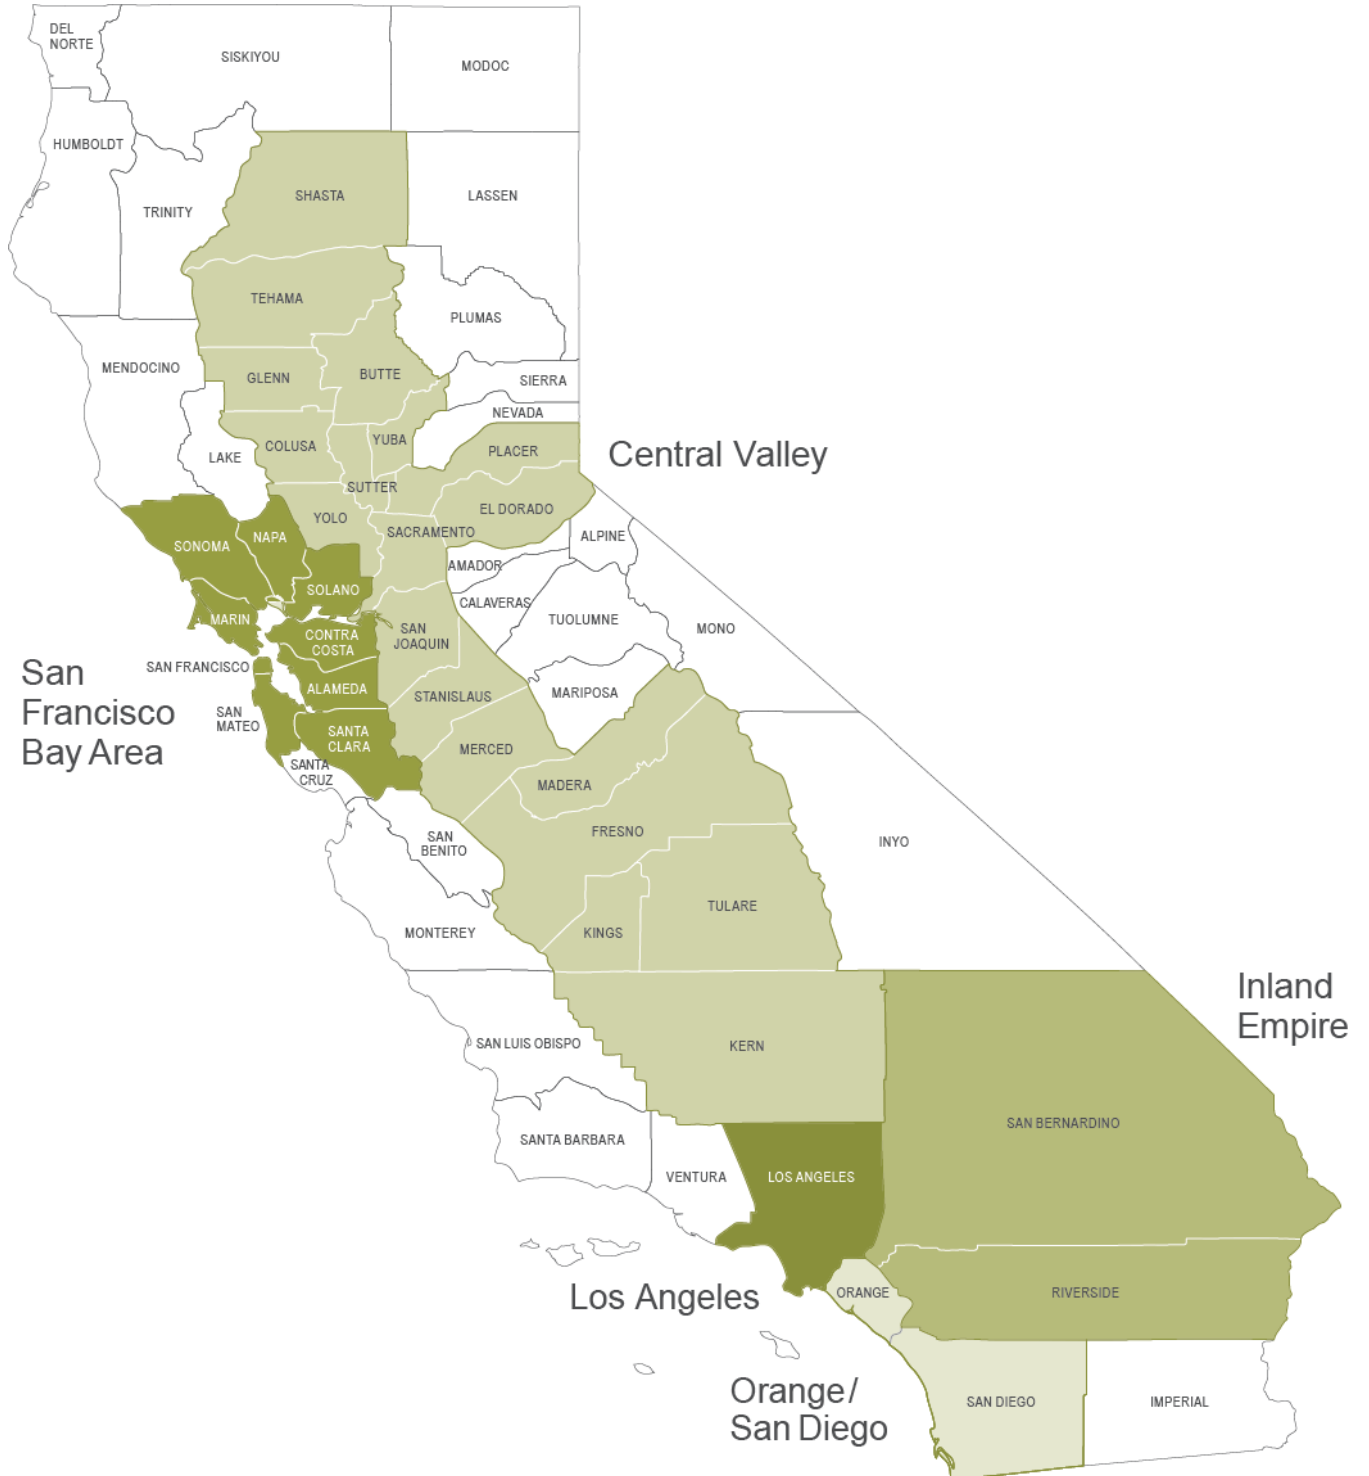 DEL
NORTE
SISKIYOU
MODOC
HUMBOLDT
TRINITY
SHASTA
LASSEN
TEHAMA
PLUMAS
MENDOCINO
GLENN
BUTTE
SIERRA
NEVADA
LAKE
COLUSA
YUBA
PLACER
Central Valley
SUTTER
YOLO
EL DORADO
SONOMA
NAPA
SACRAMENTO
ALPINE
AMADOR
SOLANO
CALAVERAS
MARIN
TUOLUMNE
MONO
CONTRA
COSTA
SAN
JOAQUIN
San
Francisco
Bay Area
SAN FRANCISCO
ALAMEDA
STANISLAUS
MARIPOSA
SAN
MATEO
SANTA
CLARA
MERCED
SANTA
CRUZ
MADERA
FRESNO
SAN
BENITO
INYO
TULARE
MONTEREY
KINGS
Inland
Empire
SAN LUIS OBISPO
KERN
SAN BERNARDINO
SANTA BARBARA
VENTURA
LOS ANGELES
Los Angeles
ORANGE
RIVERSIDE
Orange/
San Diego
SAN DIEGO
IMPERIAL